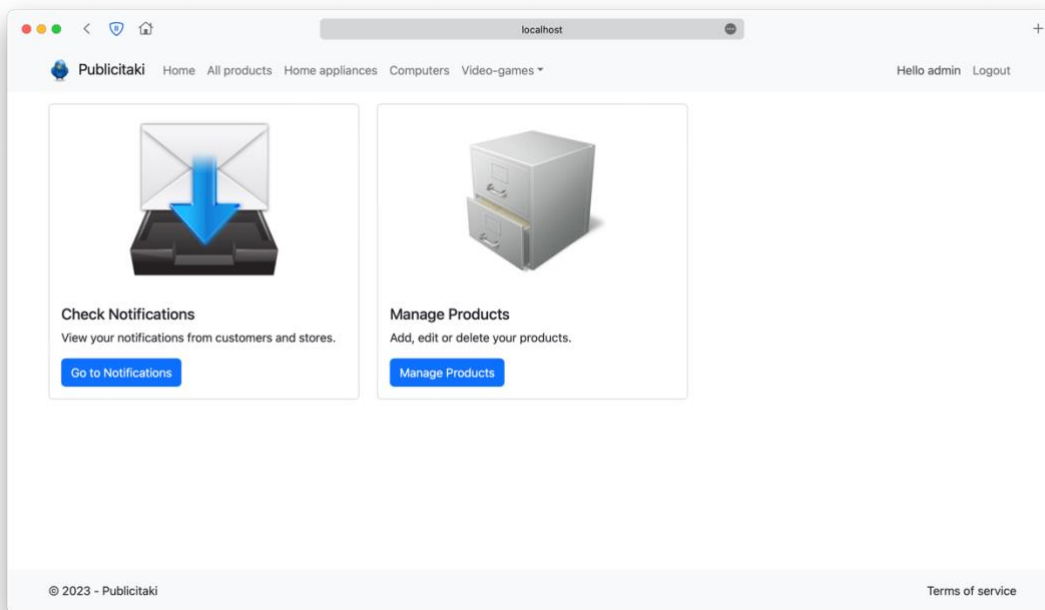 localhost
Publicitaki Home All products Home appliances Computers Video-games Hello admin Logout
Check Notifications
View your notifications from customers and stores.
Go to Notifications
Manage Products
Add, edit or delete your products.
Manage Products
© 2023 - Publicitaki Terms of service